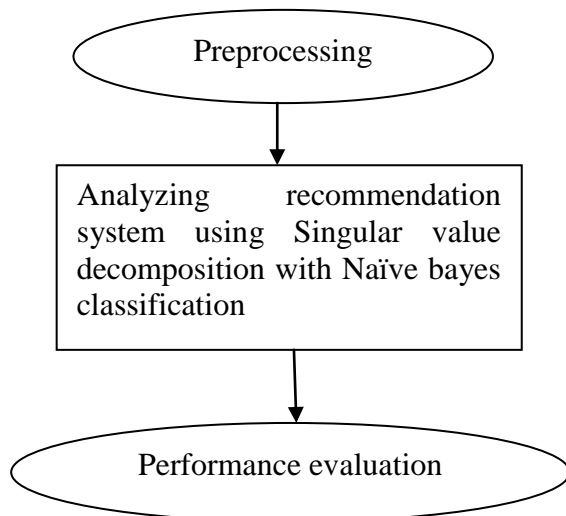 Preprocessing
Analyzing recommendation
system using Singular value
decomposition with Naïve bayes
classification
Performance evaluation